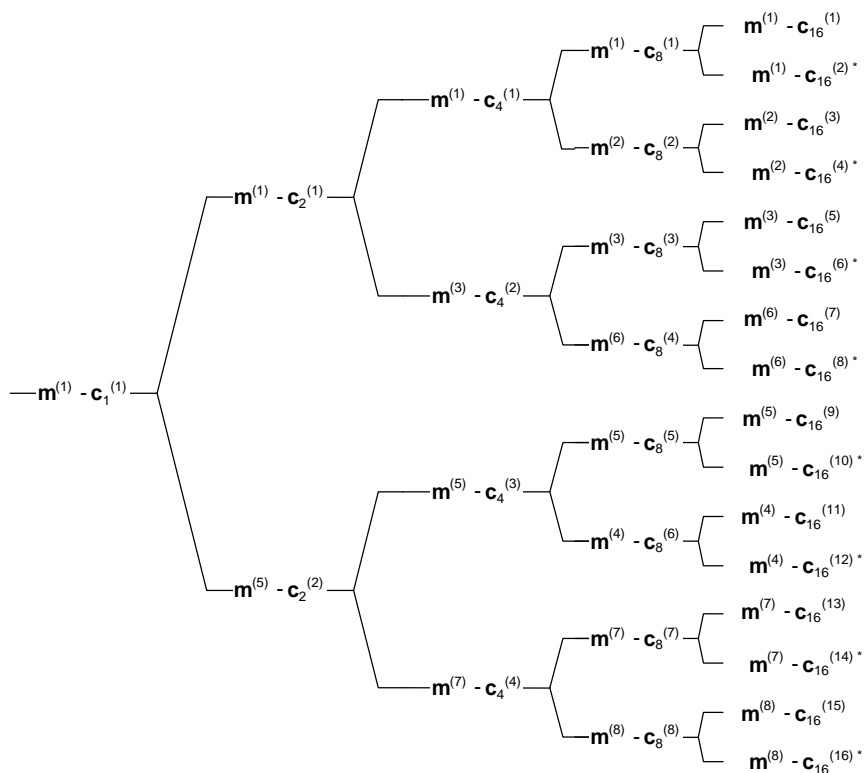 m(1) - c16(1)
m(1) - c8(1)
m(1) - c16(2) *
m(1) - c4(1)
m(2) - c16(3)
m(2) - c8(2)
m(2) - c16(4) *
m(1) - c2(1)
m(3) - c16(5)
m(3) - c8(3)
m(3) - c16(6) *
m(3) - c4(2)
m(6) - c16(7)
m(6) - c8(4)
m(6) - c16(8) *
m(1) - c1(1)
m(5) - c16(9)
m(5) - c8(5)
m(5) - c16(10) *
m(5) - c4(3)
m(4) - c16(11)
m(4) - c8(6)
m(4) - c16(12) *
m(5) - c2(2)
m(7) - c16(13)
m(7) - c8(7)
m(7) - c16(14) *
m(7) - c4(4)
m(8) - c16(15)
m(8) - c8(8)
m(8) - c16(16) *